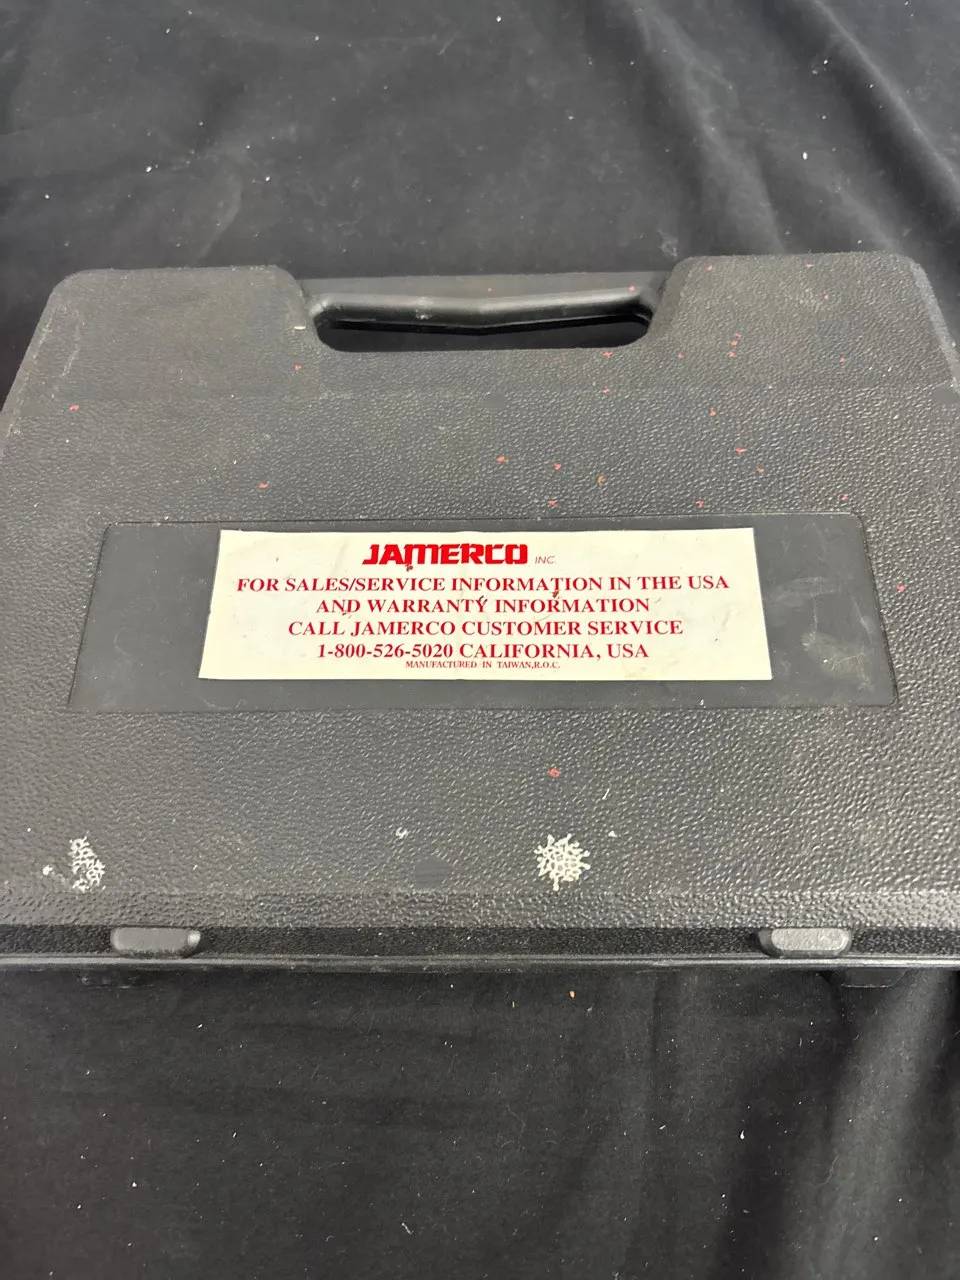 JAMERCO INC.
FOR SALES/SERVICE INFORMATION IN THE USA
AND WARRANTY INFORMATION
CALL JAMERCO CUSTOMER SERVICE
1-800-526-5020 CALIFORNIA, USA
MANUFACTURED IN TAIWAN,R.O.C.